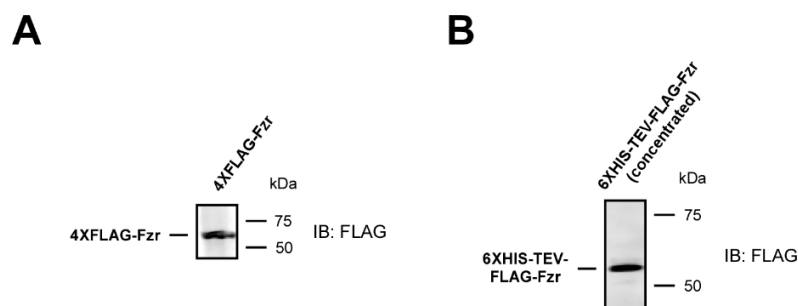 A
4XFLAG-Fzr
kDa
75
4XFLAG-Fzr
50
IB: FLAG
B
6XHIS-TEV-FLAG-Fzr
(concentrated)
kDa
75
IB: FLAG
6XHIS-TEV-
FLAG-Fzr
50